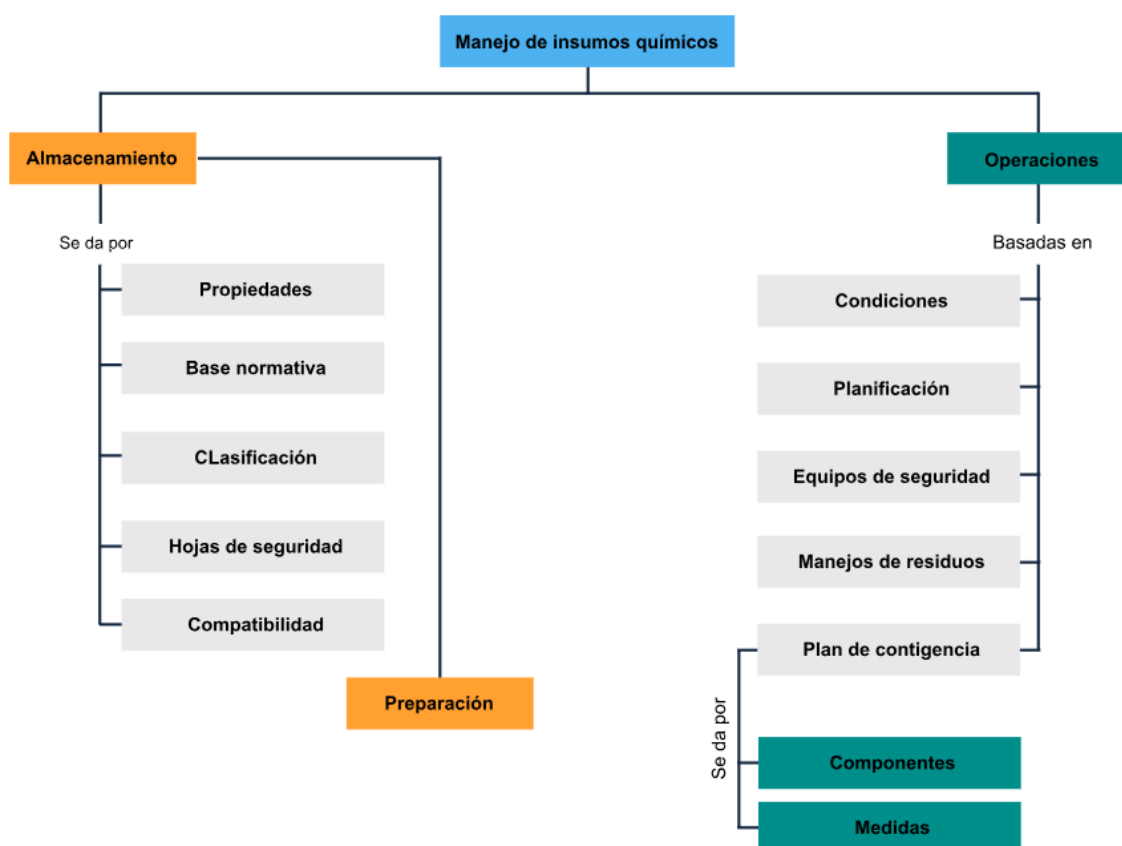 Manejo de insumos químicos
Almacenamiento
Operaciones
Se da por
Basadas en
Propiedades
Condiciones
Base normativa
Planificación
CLasificación
Equipos de seguridad
Hojas de seguridad
Manejos de residuos
Compatibilidad
Plan de contigencia
Preparación
Se da por
Componentes
Medidas